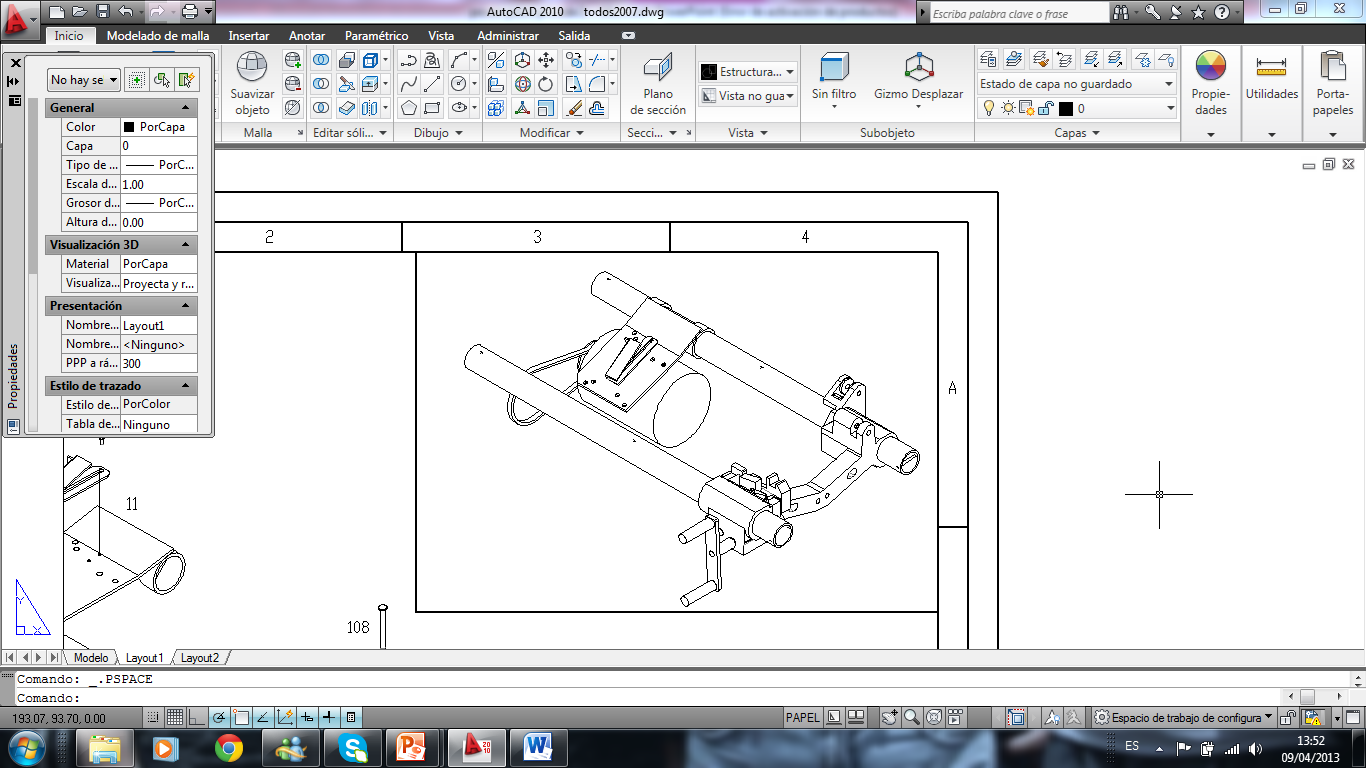 AutoCAD 2010 todos2007.dwg
Escriba palabra clave o frase
Inicio Modelado de malla Insertar Anotar Paramétrico Vista Administrar Salida
No hay se
Suavizar objeto
Plano de sección
Estructura...
Vista no gua
Sin filtro
Gizmo Desplazar
Estado de capa no guardado
0
Propie-dades
Utilidades
Porta-papeles
Malla
Editar sóli...
Dibujo
Modificar
Secci...
Vista
Subobjeto
Capas
General
Color PorCapa
Capa 0
Tipo de ... PorC...
Escala d... 1.00
Grosor d... PorC...
Altura d... 0.00
Visualización 3D
Material PorCapa
Visualiza... Proyecta y r...
Presentación
Nombre... Layout1
Nombre... <Ninguno>
PPP a rá... 300
Estilo de trazado
Estilo de... PorColor
Tabla de... Ninguno
Propiedades
2 3 4
A
11
108
Y
X
Modelo Layout1 Layout2
Comando: _.PSPACE
Comando:
193.07, 93.70, 0.00
PAPEL
Espacio de trabajo de configura
ES
13:52
09/04/2013